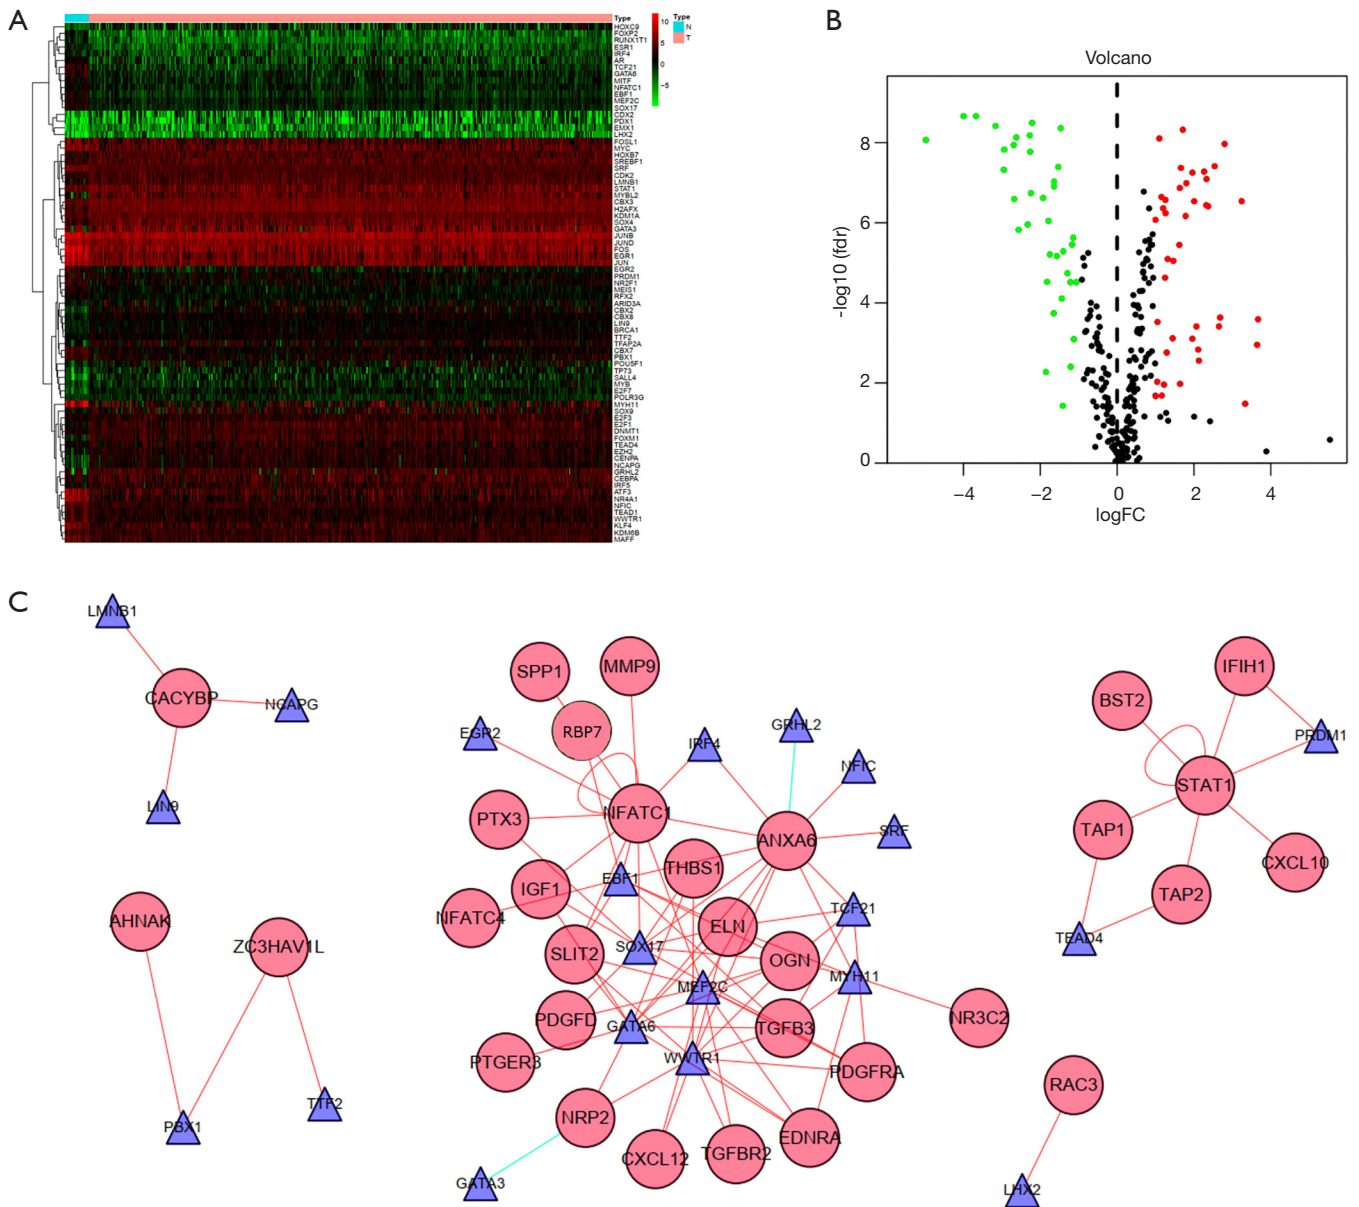 A
Type
HOXC9
FOXP2
RUNX1T1
ESR1
IRF4
AR
TCF21
GATA6
MITF
NFATC1
EBF1
MEF2C
SOX17
CDX2
PDX1
EMX1
LHX2
FOSL1
MYC
HOXB7
SREBF1
SRF
CDK2
LMNB1
STAT1
MYBL2
CBX3
H2AFX
KDM1A
SOX4
GATA3
JUNB
JUND
FOS
EGR1
JUN
EGR2
PRDM1
NR2F1
MEIS1
RFX2
ARID3A
CBX2
CBX8
LIN9
BRCA1
TTF2
TFAP2A
CBX7
PBX1
POU5F1
TP73
SALL4
MYB
E2F7
POLR3G
MYH11
SOX9
E2F3
E2F1
DNMT1
FOXM1
TEAD4
EZH2
CENPA
NCAPG
GRHL2
CEBPA
IRF5
ATF3
NR4A1
NFIC
TEAD1
WWTR1
KLF4
KDM6B
MAFF
10
5
0
−5
Type
N
T
B
Volcano
-log10 (fdr)
8
6
4
2
0
−4 −2 0 2 4
logFC
C
LMNB1
CACYBP
NCAPG
LIN9
AHNAK
ZC3HAV1L
PBX1
TTF2
SPP1
MMP9
RBP7
EGR2
IRF4
GRHL2
NFIC
SRF
PTX3
NFATC1
ANXA6
THBS1
EBF1
IGF1
NFATC4
TCF21
ELN
SOX17
SLIT2
OGN
MYH11
MEF2C
PDGFD
GATA6
TGFB3
NR3C2
PTGER3
WWTR1
PDGFRA
NRP2
EDNRA
CXCL12
TGFBR2
GATA3
IFIH1
BST2
PRDM1
STAT1
TAP1
CXCL10
TAP2
TEAD4
RAC3
LHX2